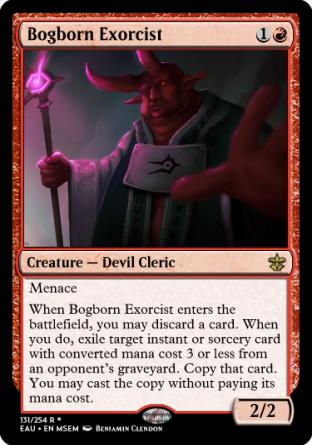 Bogborn Exorcist 1
Creature — Devil Cleric
Menace
When Bogborn Exorcist enters the
battlefield, you may discard a card. When
you do, exile target instant or sorcery card
with converted mana cost 3 or less from
an opponent's graveyard. Copy that card.
You may cast the copy without paying its
mana cost.
2/2
131/254 R *
EAU • EN MSEM Benjamin Clendon